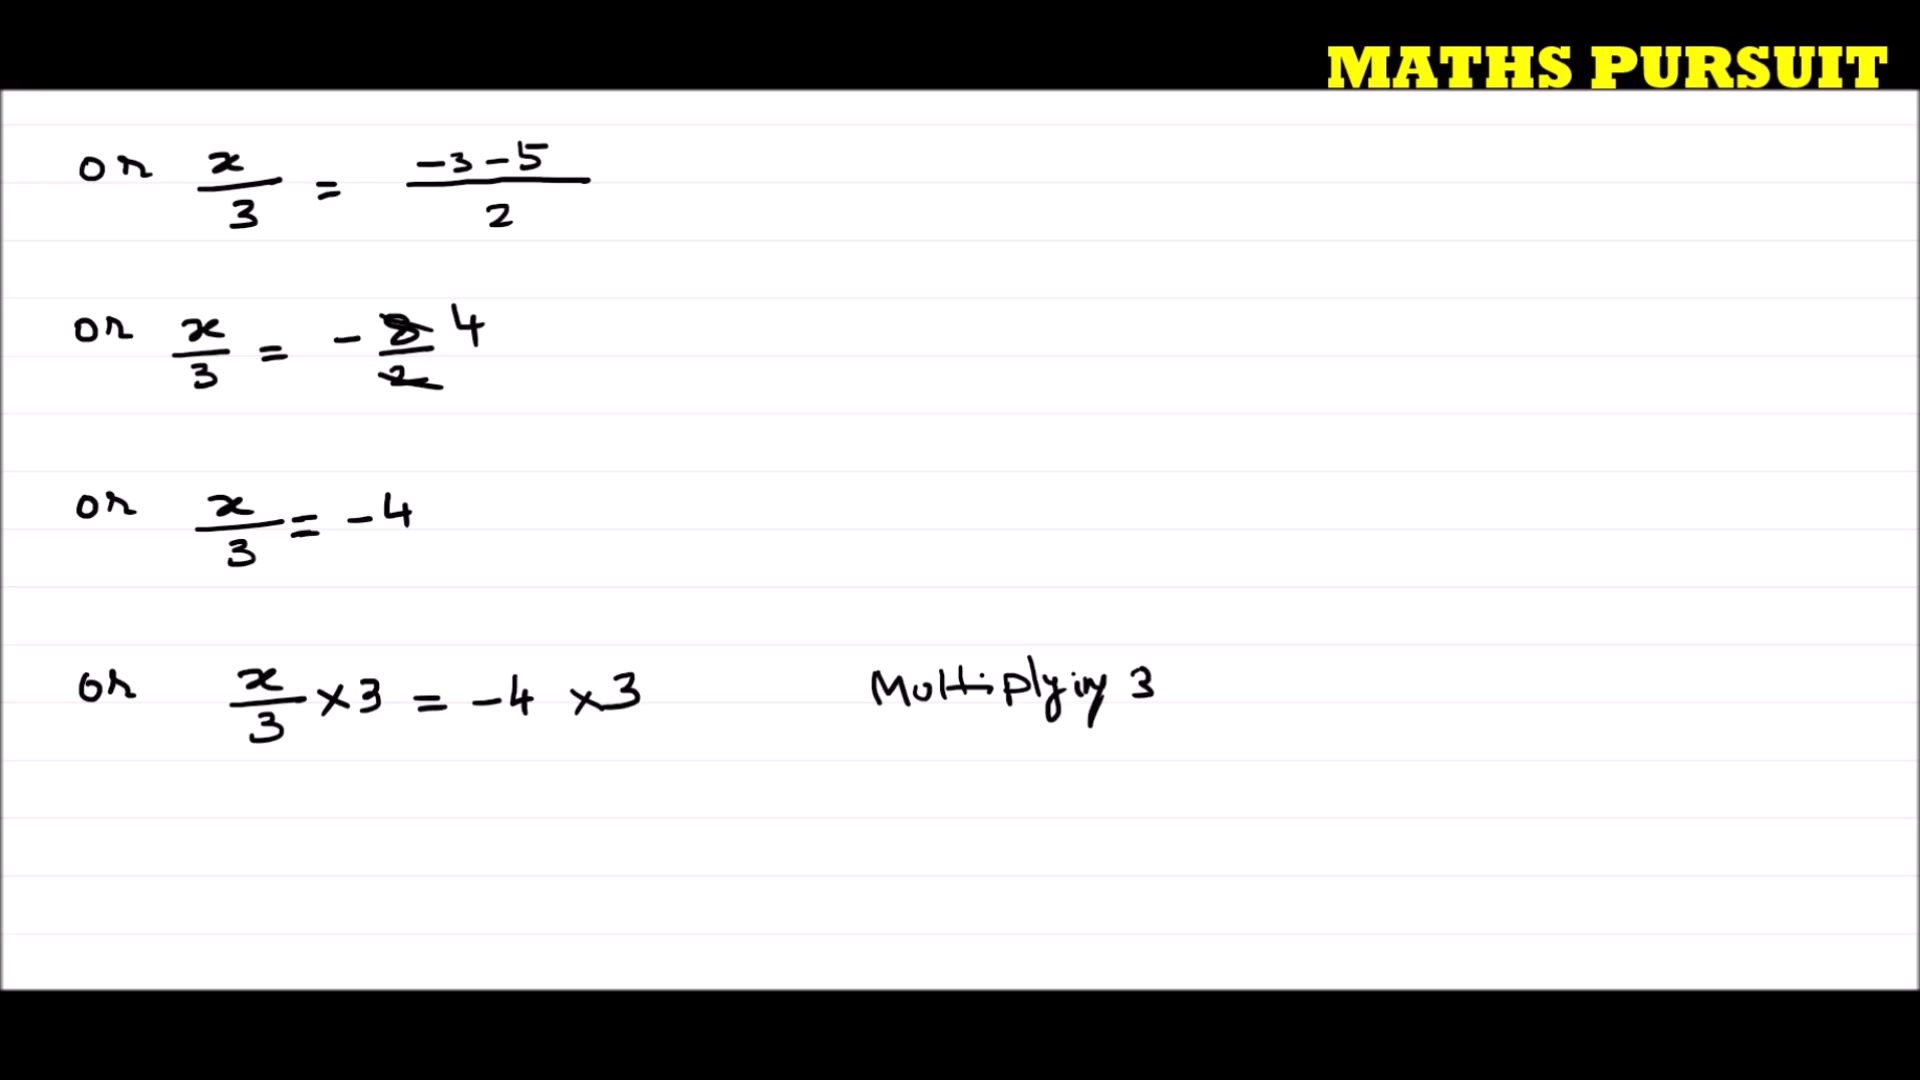 MATHS PURSUIT
or x/3 = (-3-5)/2
or x/3 = - 8/2 4
or x/3 = -4
or x/3 × 3 = -4 × 3 Multiplying 3